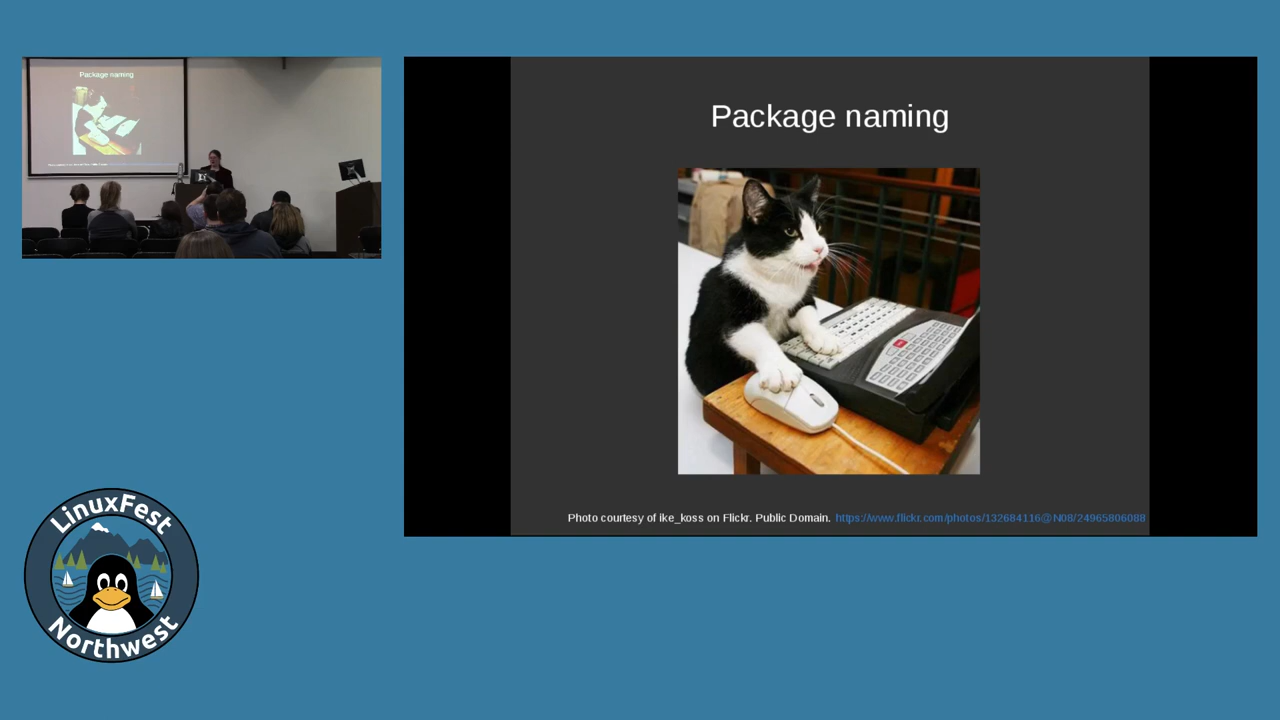 Package naming
Package naming
Photo courtesy of ike_koss on Flickr. Public Domain. https://www.flickr.com/photos/132684116@N08/24965806088
LinuxFest
Northwest